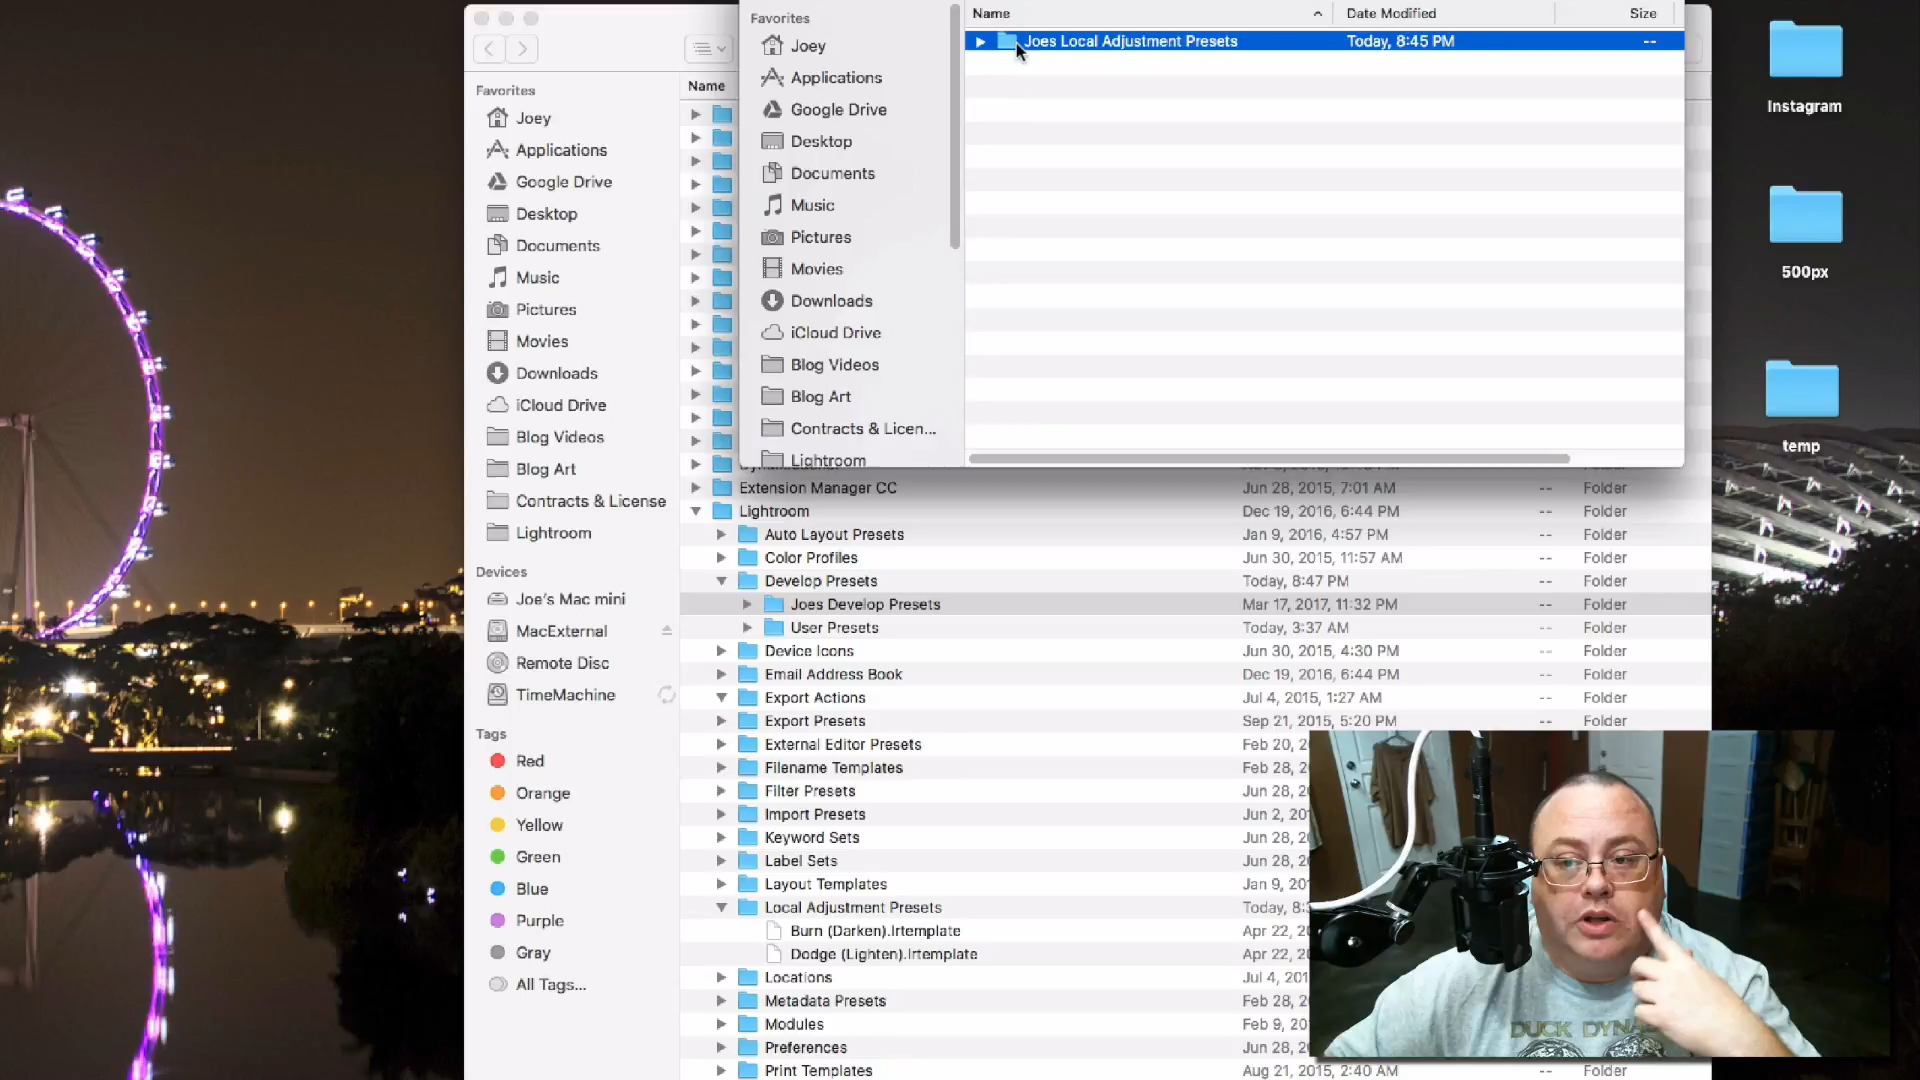 Favorites
Joey
Applications
Google Drive
Desktop
Documents
Music
Pictures
Movies
Downloads
iCloud Drive
Blog Videos
Blog Art
Contracts & Licen...
Lightroom
Name Date Modified Size
Joes Local Adjustment Presets Today, 8:45 PM --
Favorites
Joey
Applications
Google Drive
Desktop
Documents
Music
Pictures
Movies
Downloads
iCloud Drive
Blog Videos
Blog Art
Contracts & License
Lightroom
Devices
Joe's Mac mini
MacExternal
Remote Disc
TimeMachine
Tags
Red
Orange
Yellow
Green
Blue
Purple
Gray
All Tags...
Name
Extension Manager CC Jun 28, 2015, 7:01 AM -- Folder
Lightroom Dec 19, 2016, 6:44 PM -- Folder
Auto Layout Presets Jan 9, 2016, 4:57 PM -- Folder
Color Profiles Jun 30, 2015, 11:57 AM -- Folder
Develop Presets Today, 8:47 PM -- Folder
Joes Develop Presets Mar 17, 2017, 11:32 PM -- Folder
User Presets Today, 3:37 AM -- Folder
Device Icons Jun 30, 2015, 4:30 PM -- Folder
Email Address Book Dec 19, 2016, 6:44 PM -- Folder
Export Actions Jul 4, 2015, 1:27 AM -- Folder
Export Presets Sep 21, 2015, 5:20 PM -- Folder
External Editor Presets Feb 20, 20
Filename Templates Feb 28, 20
Filter Presets Jun 28, 20
Import Presets Jun 2, 20
Keyword Sets Jun 28, 20
Label Sets Jun 28, 20
Layout Templates Jan 9, 20
Local Adjustment Presets Today, 8:3
Burn (Darken).lrtemplate Apr 22, 20
Dodge (Lighten).lrtemplate Apr 22, 20
Locations Jul 4, 20
Metadata Presets Feb 28, 20
Modules Feb 9, 20
Preferences Jun 28, 20
Print Templates Aug 21, 2015, 2:40 AM -- Folder
Instagram
500px
temp
DUCK DYN